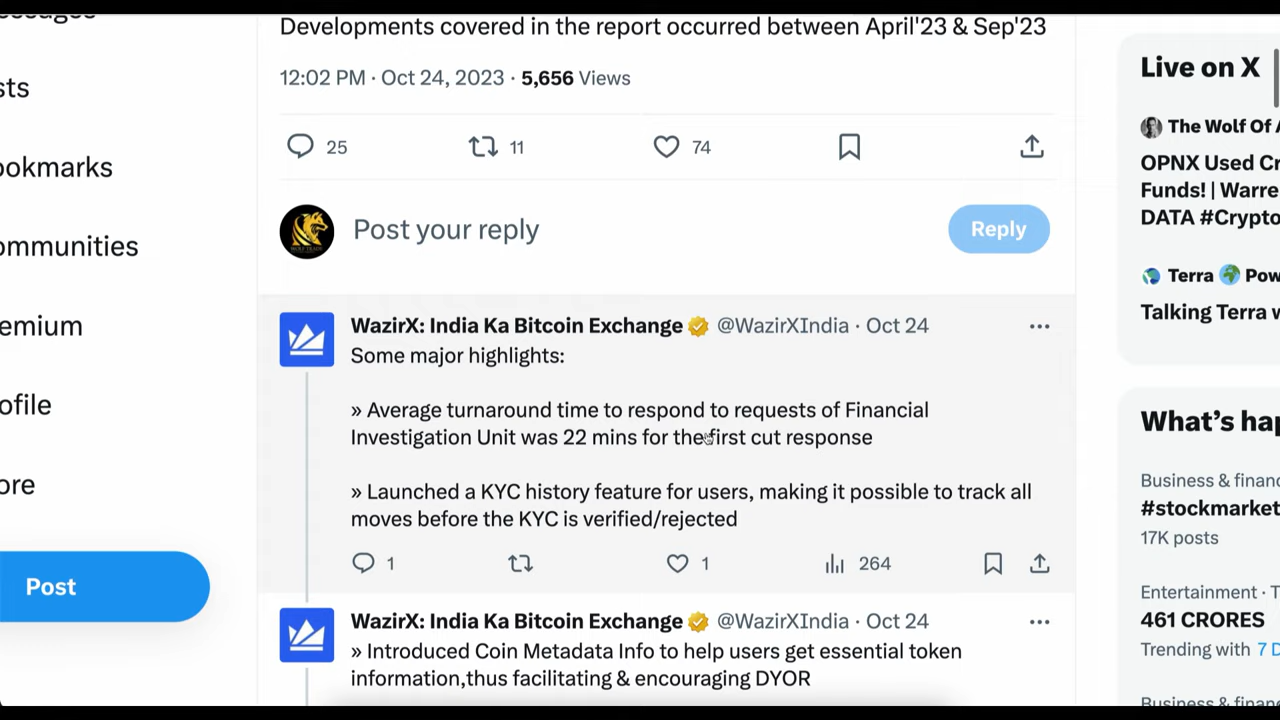 Developments covered in the report occurred between April'23 & Sep'23
12:02 PM · Oct 24, 2023 · 5,656 Views
25 11 74
Post your reply
Reply
WazirX: India Ka Bitcoin Exchange @WazirXIndia · Oct 24
Some major highlights:
» Average turnaround time to respond to requests of Financial
Investigation Unit was 22 mins for the first cut response
» Launched a KYC history feature for users, making it possible to track all
moves before the KYC is verified/rejected
1 1 264
WazirX: India Ka Bitcoin Exchange @WazirXIndia · Oct 24
» Introduced Coin Metadata Info to help users get essential token
information,thus facilitating & encouraging DYOR
sts
ookmarks
ommunities
emium
ofile
ore
Post
Live on X
The Wolf Of A
OPNX Used Cr
Funds! | Warre
DATA #Crypto
Terra Pow
Talking Terra w
What's hap
Business & financ
#stockmarket
17K posts
Entertainment · T
461 CRORES
Trending with 7 D